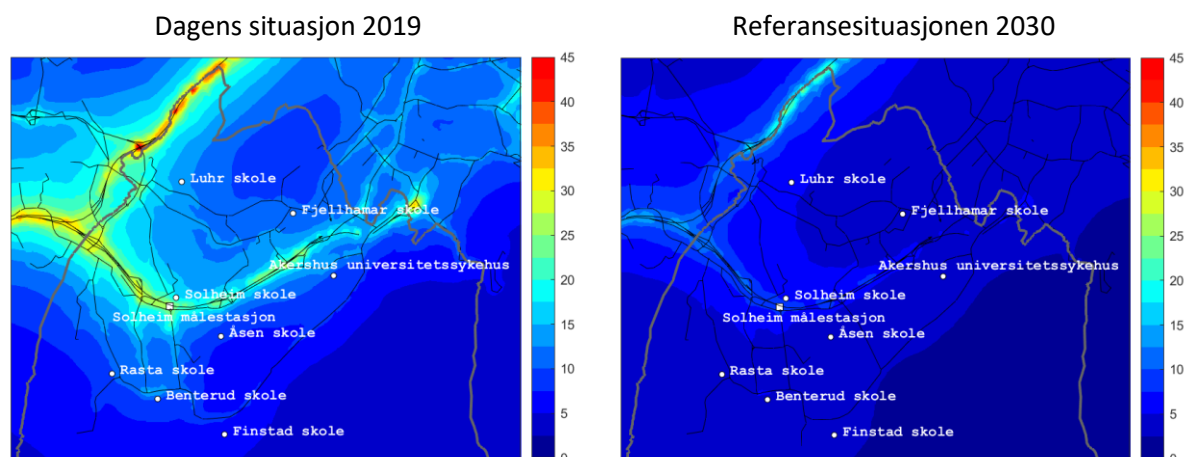 Dagens situasjon 2019
Referansesituasjonen 2030
45
40
35
30
25
20
15
10
5
0
Luhr skole
Fjellhamar skole
Akershus universitetssykehus
Solheim skole
Solheim målestasjon
Åsen skole
Rasta skole
Benterud skole
Finstad skole
45
40
35
30
25
20
15
10
5
0
Luhr skole
Fjellhamar skole
Akershus universitetssykehus
Solheim skole
Solheim målestasjon
Åsen skole
Rasta skole
Benterud skole
Finstad skole